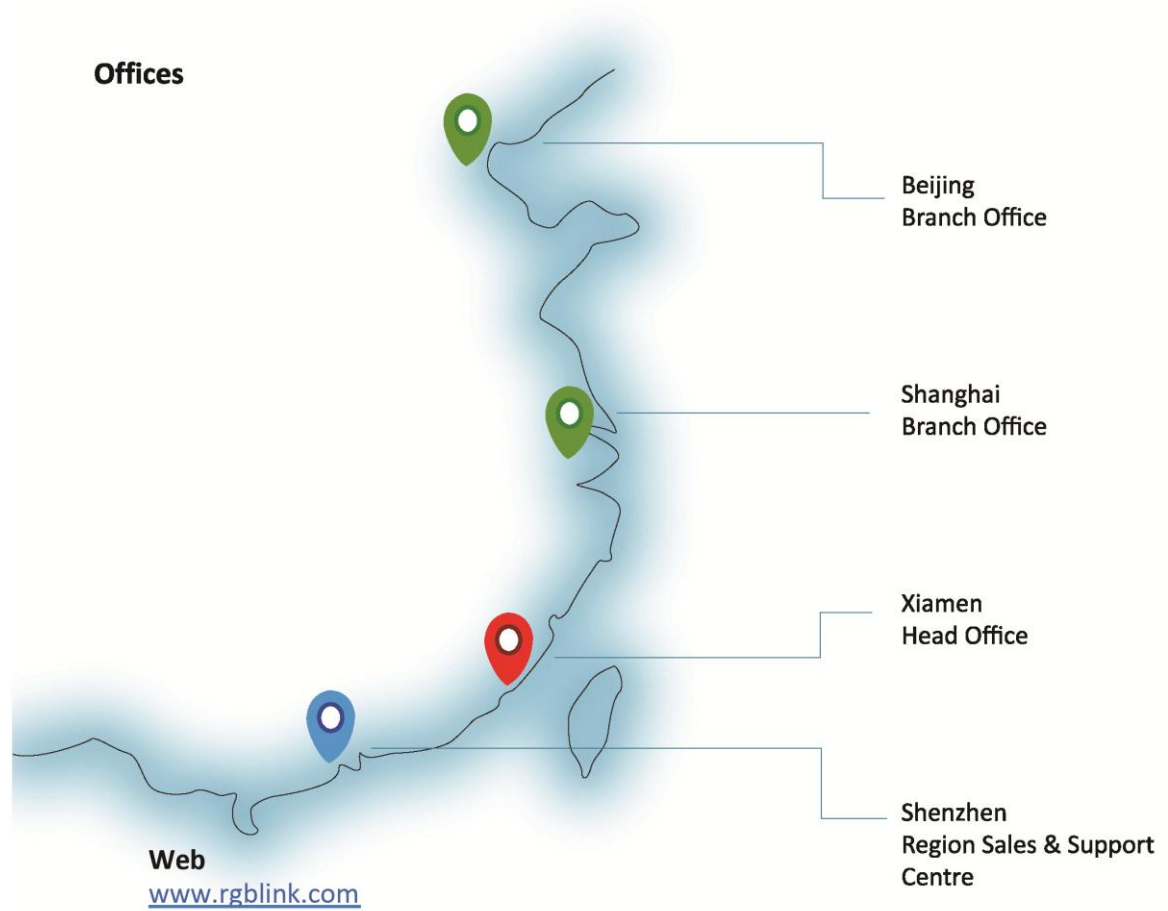 Offices
Beijing
Branch Office
Shanghai
Branch Office
Xiamen
Head Office
Shenzhen
Region Sales & Support
Centre
Web
www.rgblink.com